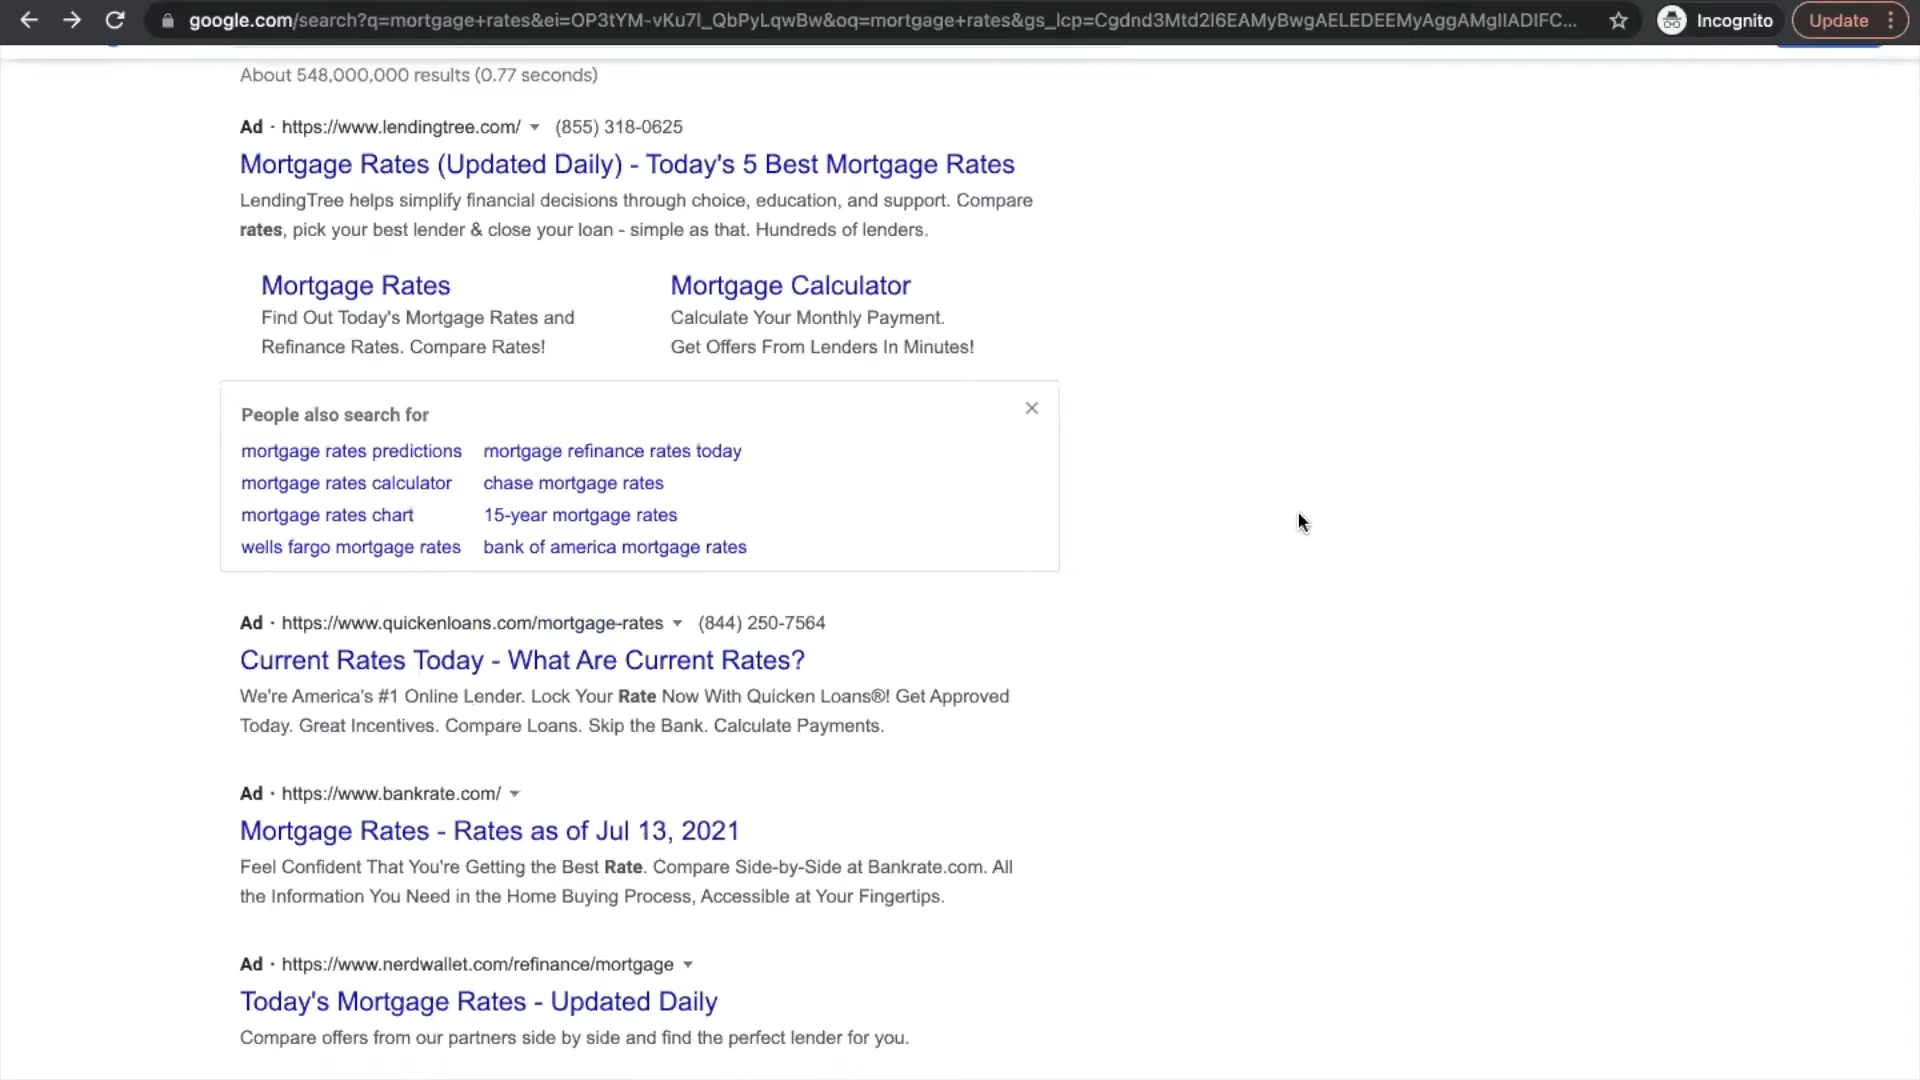 google.com/search?q=mortgage+rates&ei=OP3tYM-vKu7l_QbPyLqwBw&oq=mortgage+rates&gs_lcp=Cgdnd3Mtd2l6EAMyBwgAELEDEEMyAggAMgIIADIFC...
Incognito
Update
About 548,000,000 results (0.77 seconds)
Ad · https://www.lendingtree.com/ (855) 318-0625
Mortgage Rates (Updated Daily) - Today's 5 Best Mortgage Rates
LendingTree helps simplify financial decisions through choice, education, and support. Compare
rates, pick your best lender & close your loan - simple as that. Hundreds of lenders.
Mortgage Rates
Find Out Today's Mortgage Rates and
Refinance Rates. Compare Rates!
Mortgage Calculator
Calculate Your Monthly Payment.
Get Offers From Lenders In Minutes!
People also search for
mortgage rates predictions mortgage refinance rates today
mortgage rates calculator chase mortgage rates
mortgage rates chart 15-year mortgage rates
wells fargo mortgage rates bank of america mortgage rates
Ad · https://www.quickenloans.com/mortgage-rates (844) 250-7564
Current Rates Today - What Are Current Rates?
We're America's #1 Online Lender. Lock Your Rate Now With Quicken Loans®! Get Approved
Today. Great Incentives. Compare Loans. Skip the Bank. Calculate Payments.
Ad · https://www.bankrate.com/
Mortgage Rates - Rates as of Jul 13, 2021
Feel Confident That You're Getting the Best Rate. Compare Side-by-Side at Bankrate.com. All
the Information You Need in the Home Buying Process, Accessible at Your Fingertips.
Ad · https://www.nerdwallet.com/refinance/mortgage
Today's Mortgage Rates - Updated Daily
Compare offers from our partners side by side and find the perfect lender for you.